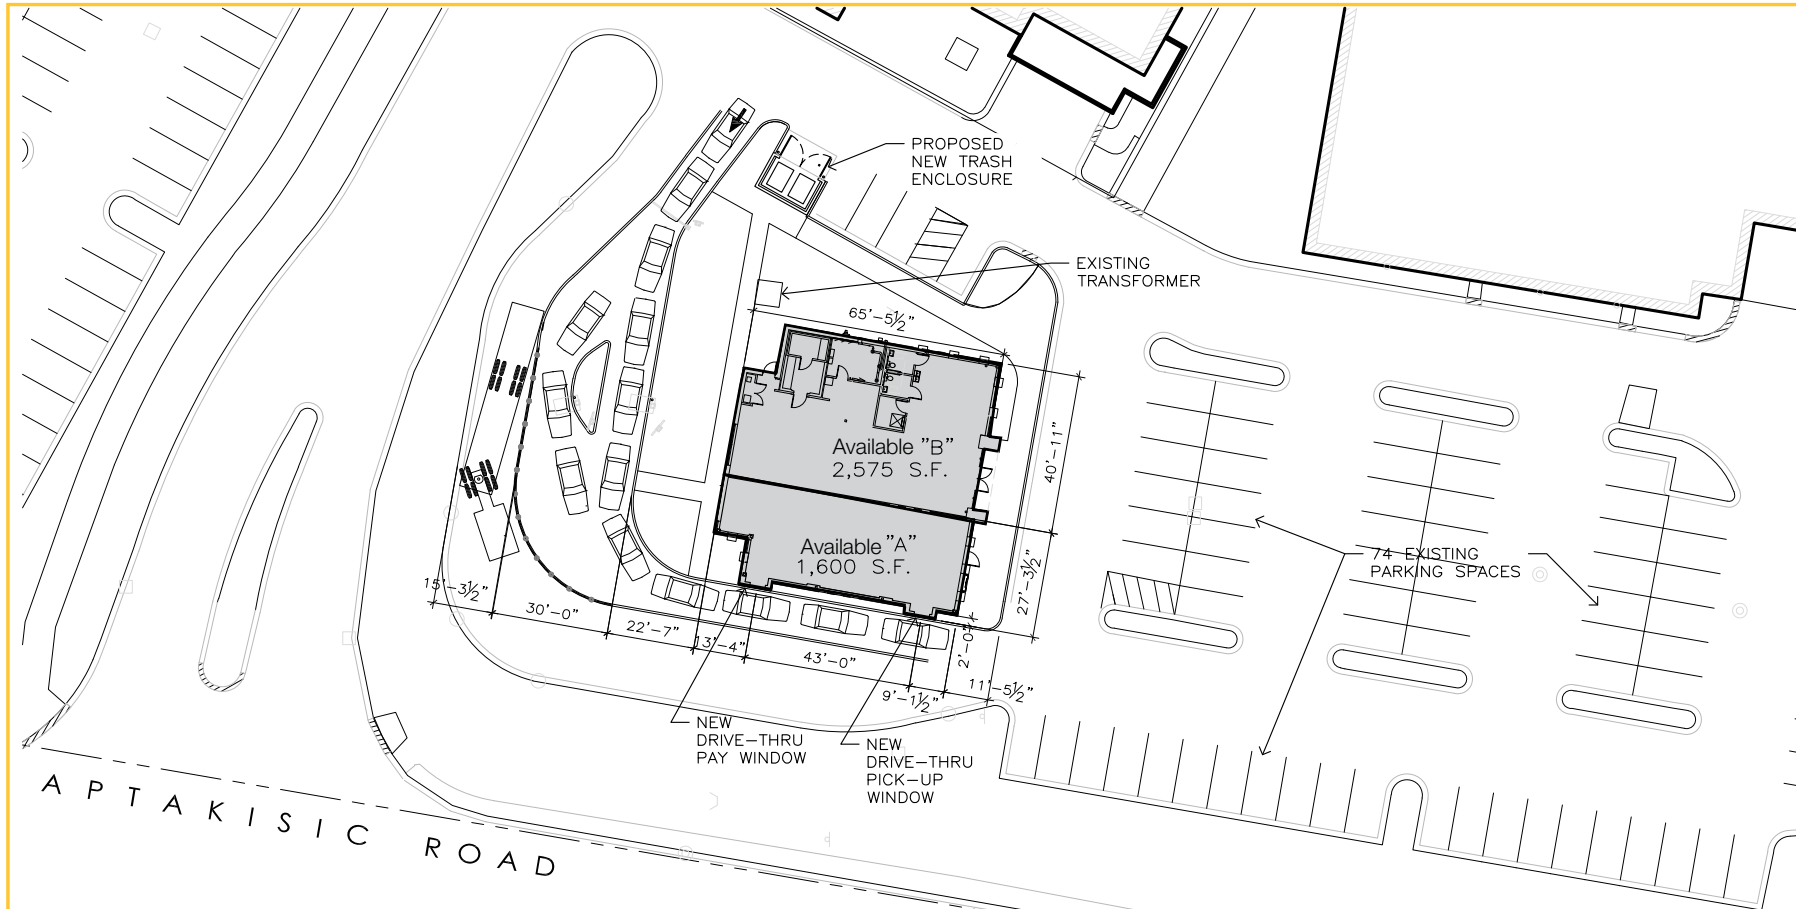 PROPOSED
NEW TRASH
ENCLOSURE
EXISTING
TRANSFORMER
65'-5½"
Available "B"
2,575 S.F.
40'-11"
Available "A"
1,600 S.F.
27'-3½"
74 EXISTING
PARKING SPACES
15'-3½"
30'-0"
22'-7"
13'-4"
43'-0"
2'-0"
9'-1½"
11'-5½"
NEW
DRIVE-THRU
PAY WINDOW
NEW
DRIVE-THRU
PICK-UP
WINDOW
APTAKISIC ROAD